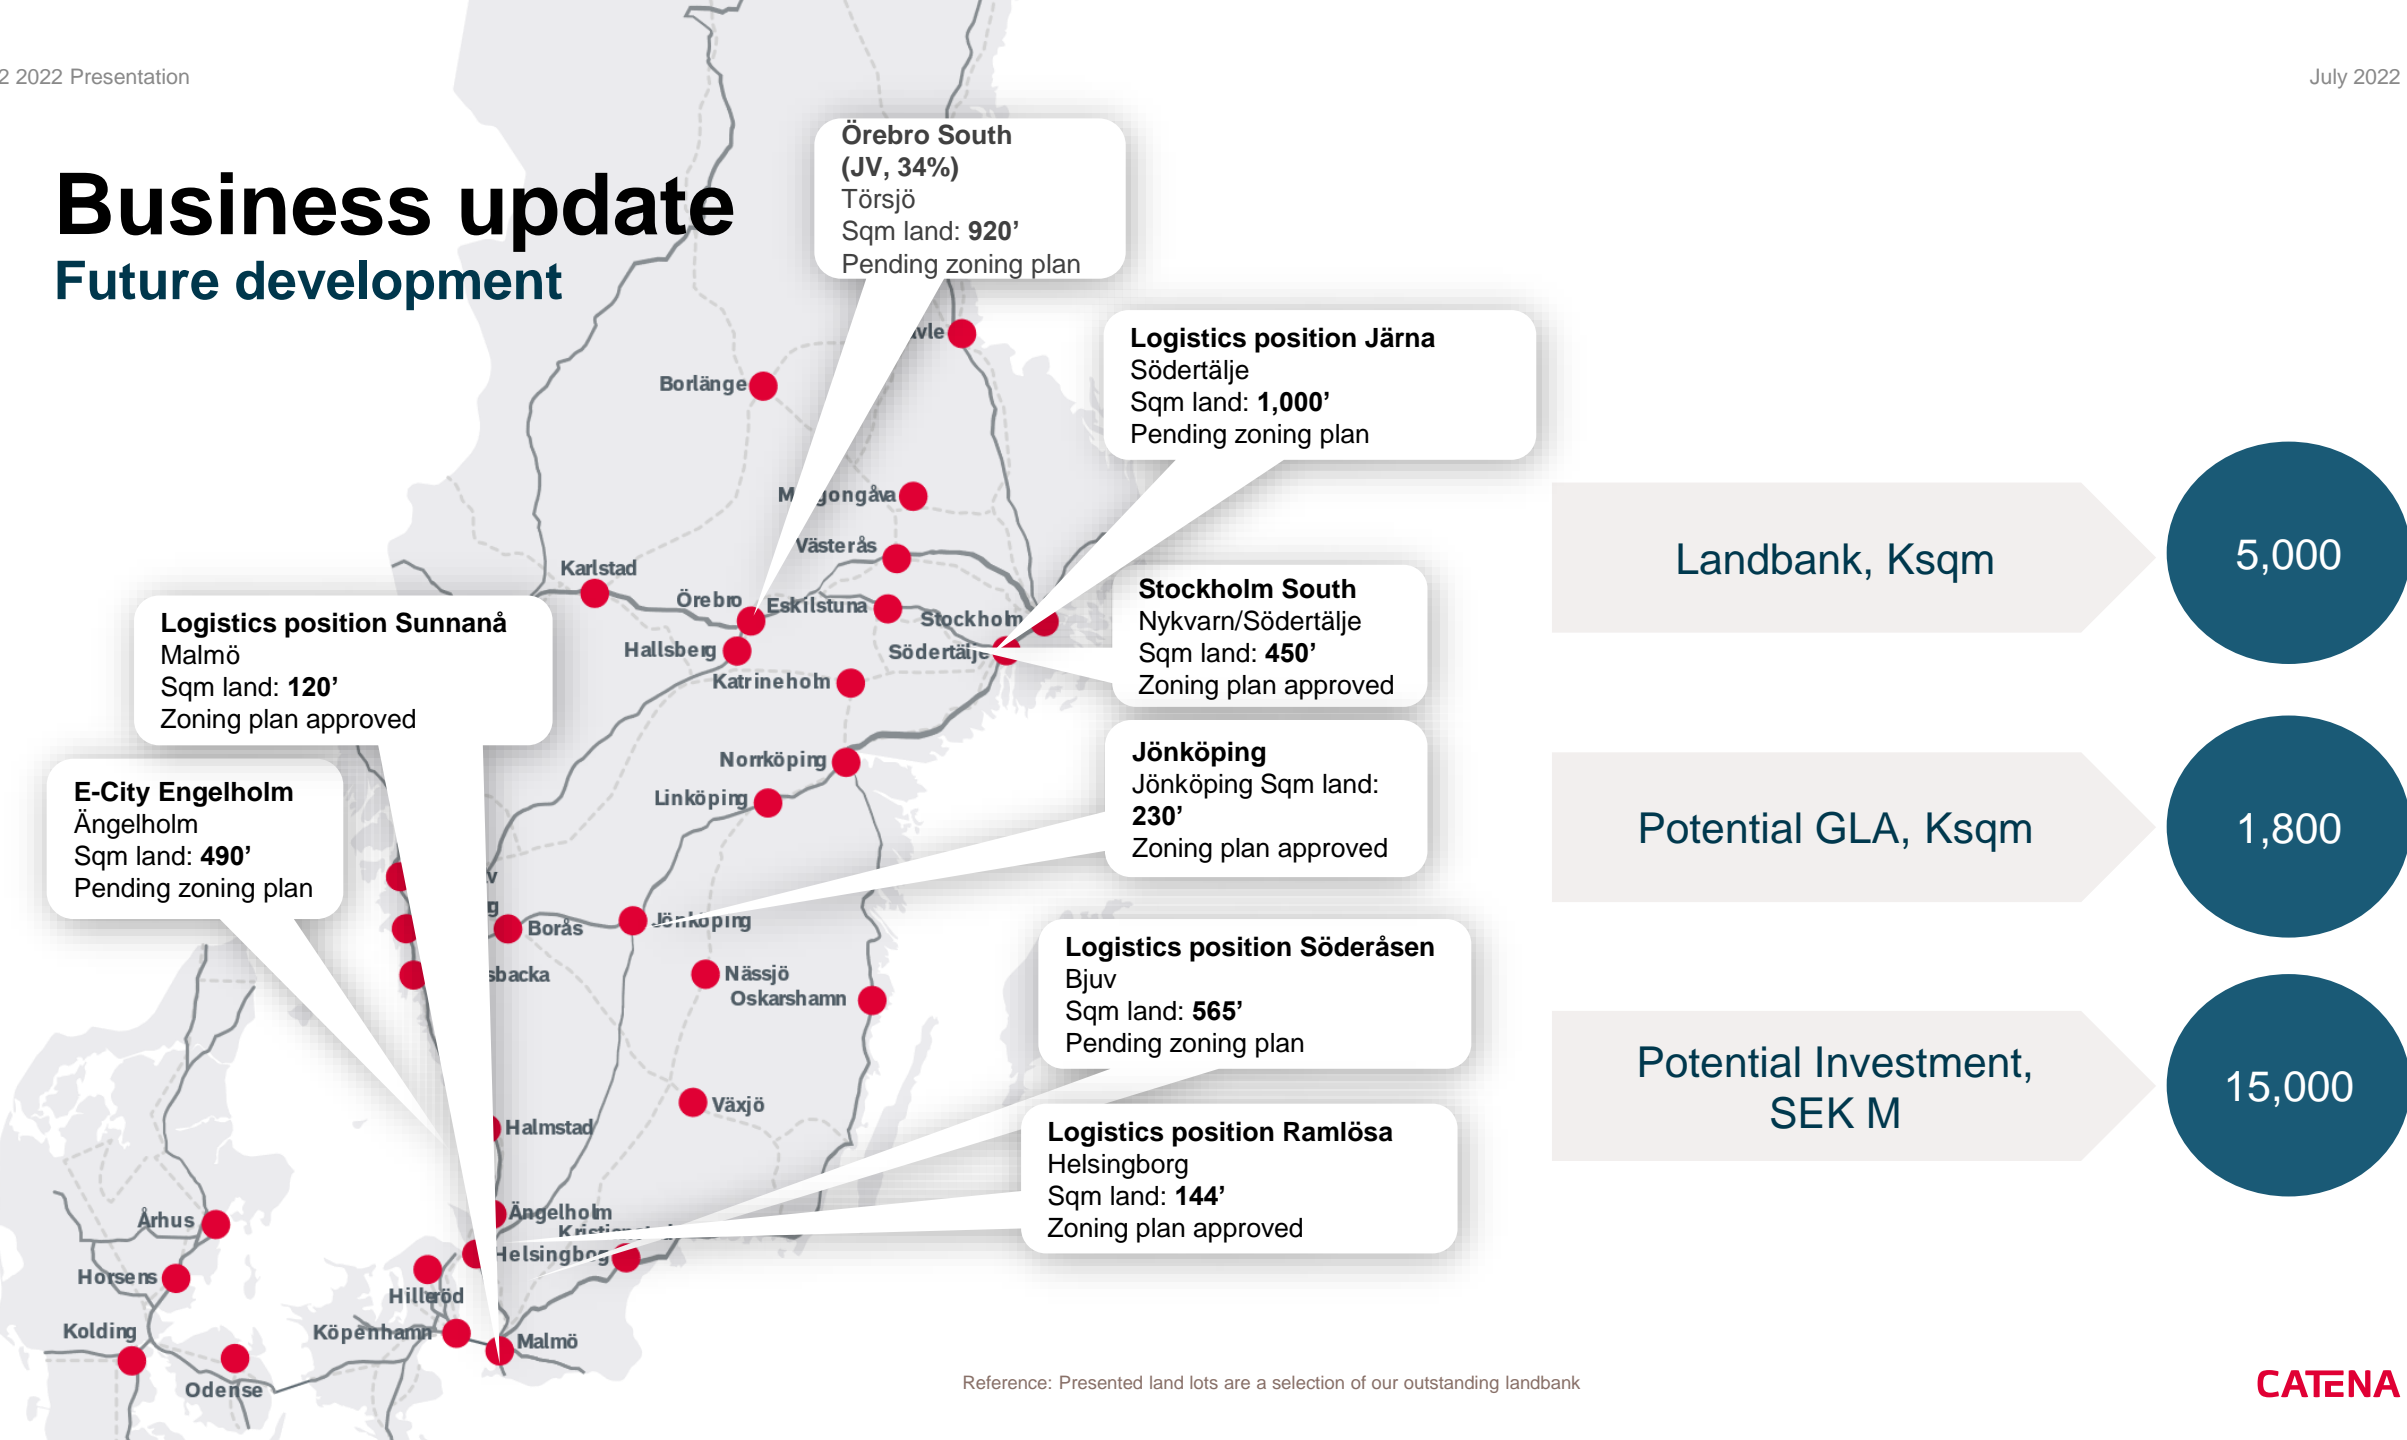 2 2022 Presentation
July 2022
Business update
Future development
Örebro South
(JV, 34%)
Törsjö
Sqm land: 920’
Pending zoning plan
Logistics position Järna
Södertälje
Sqm land: 1,000’
Pending zoning plan
Stockholm South
Nykvarn/Södertälje
Sqm land: 450’
Zoning plan approved
Logistics position Sunnanå
Malmö
Sqm land: 120’
Zoning plan approved
Jönköping
Jönköping Sqm land:
230’
Zoning plan approved
E-City Engelholm
Ängelholm
Sqm land: 490’
Pending zoning plan
Logistics position Söderåsen
Bjuv
Sqm land: 565’
Pending zoning plan
Logistics position Ramlösa
Helsingborg
Sqm land: 144’
Zoning plan approved
Borlänge
Västerås
Karlstad
Örebro
Eskilstuna
Stockholm
Hallsberg
Södertälje
Katrineholm
Norrköping
Linköping
Borås
Jönköping
Nässjö
Oskarshamn
Växjö
Halmstad
Ängelholm
Helsingborg
Århus
Horsens
Hilleröd
Kolding
Köpenhamn
Malmö
Odense
Landbank, Ksqm
5,000
Potential GLA, Ksqm
1,800
Potential Investment,
SEK M
15,000
Reference: Presented land lots are a selection of our outstanding landbank
CATENA